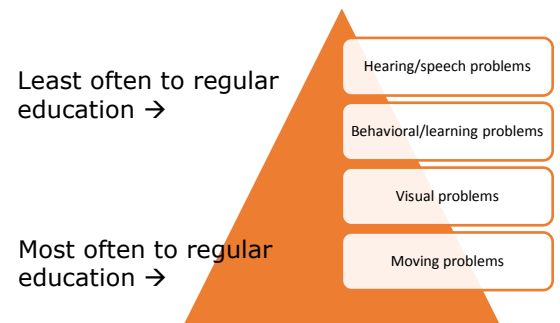 Least often to regular
education →
Hearing/speech problems
Behavioral/learning problems
Visual problems
Most often to regular
education →
Moving problems